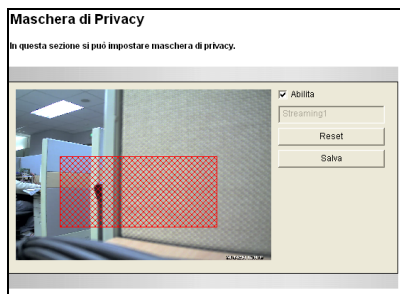 Maschera di Privacy
In questa sezione si può impostare maschera di privacy.
Abilita
Streaming1
Reset
Salva